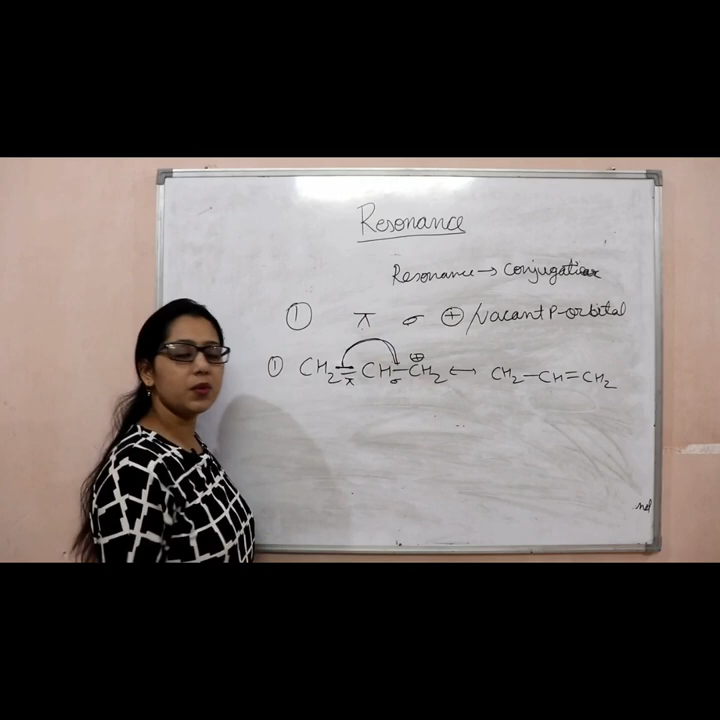 Resonance
Resonance → Conjugation
① π σ ⊕/vacant P-orbital
① CH₂=CH-CH₂ ↔ CH₂-CH=CH₂
π σ ⊕